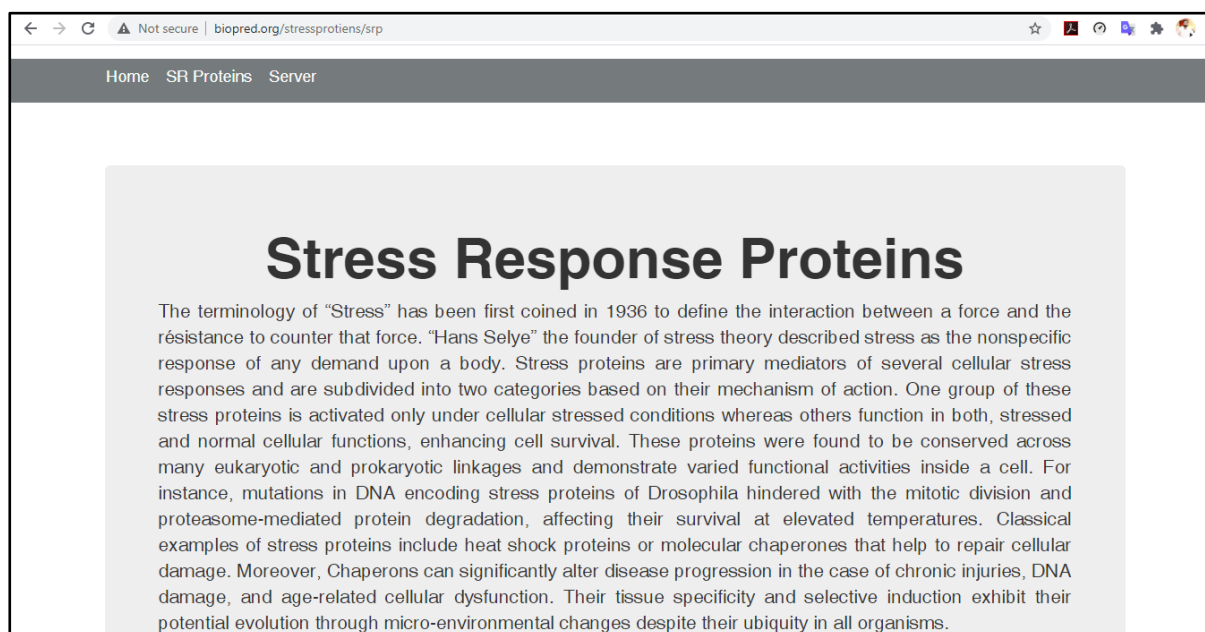 Not secure | biopred.org/stressprotiens/srp
Home SR Proteins Server
Stress Response Proteins
The terminology of “Stress” has been first coined in 1936 to define the interaction between a force and the
résistance to counter that force. “Hans Selye” the founder of stress theory described stress as the nonspecific
response of any demand upon a body. Stress proteins are primary mediators of several cellular stress
responses and are subdivided into two categories based on their mechanism of action. One group of these
stress proteins is activated only under cellular stressed conditions whereas others function in both, stressed
and normal cellular functions, enhancing cell survival. These proteins were found to be conserved across
many eukaryotic and prokaryotic linkages and demonstrate varied functional activities inside a cell. For
instance, mutations in DNA encoding stress proteins of Drosophila hindered with the mitotic division and
proteasome-mediated protein degradation, affecting their survival at elevated temperatures. Classical
examples of stress proteins include heat shock proteins or molecular chaperones that help to repair cellular
damage. Moreover, Chaperons can significantly alter disease progression in the case of chronic injuries, DNA
damage, and age-related cellular dysfunction. Their tissue specificity and selective induction exhibit their
potential evolution through micro-environmental changes despite their ubiquity in all organisms.